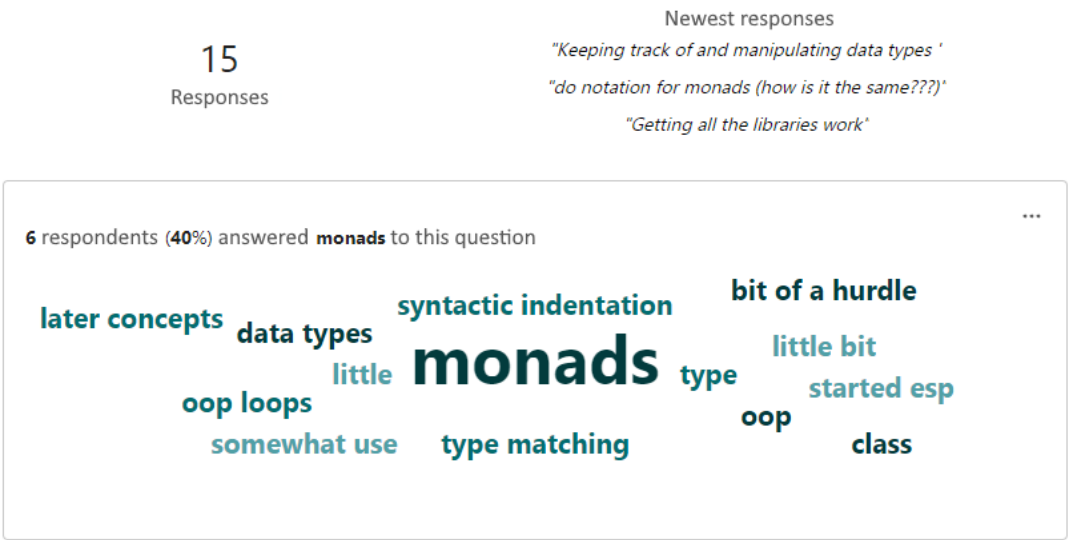 15
Responses
Newest responses
"Keeping track of and manipulating data types "
"do notation for monads (how is it the same???)"
"Getting all the libraries work"
...
6 respondents (40%) answered monads to this question
bit of a hurdle
syntactic indentation
later concepts
data types
little bit
monads
little
type
started esp
oop loops
oop
somewhat use
type matching
class